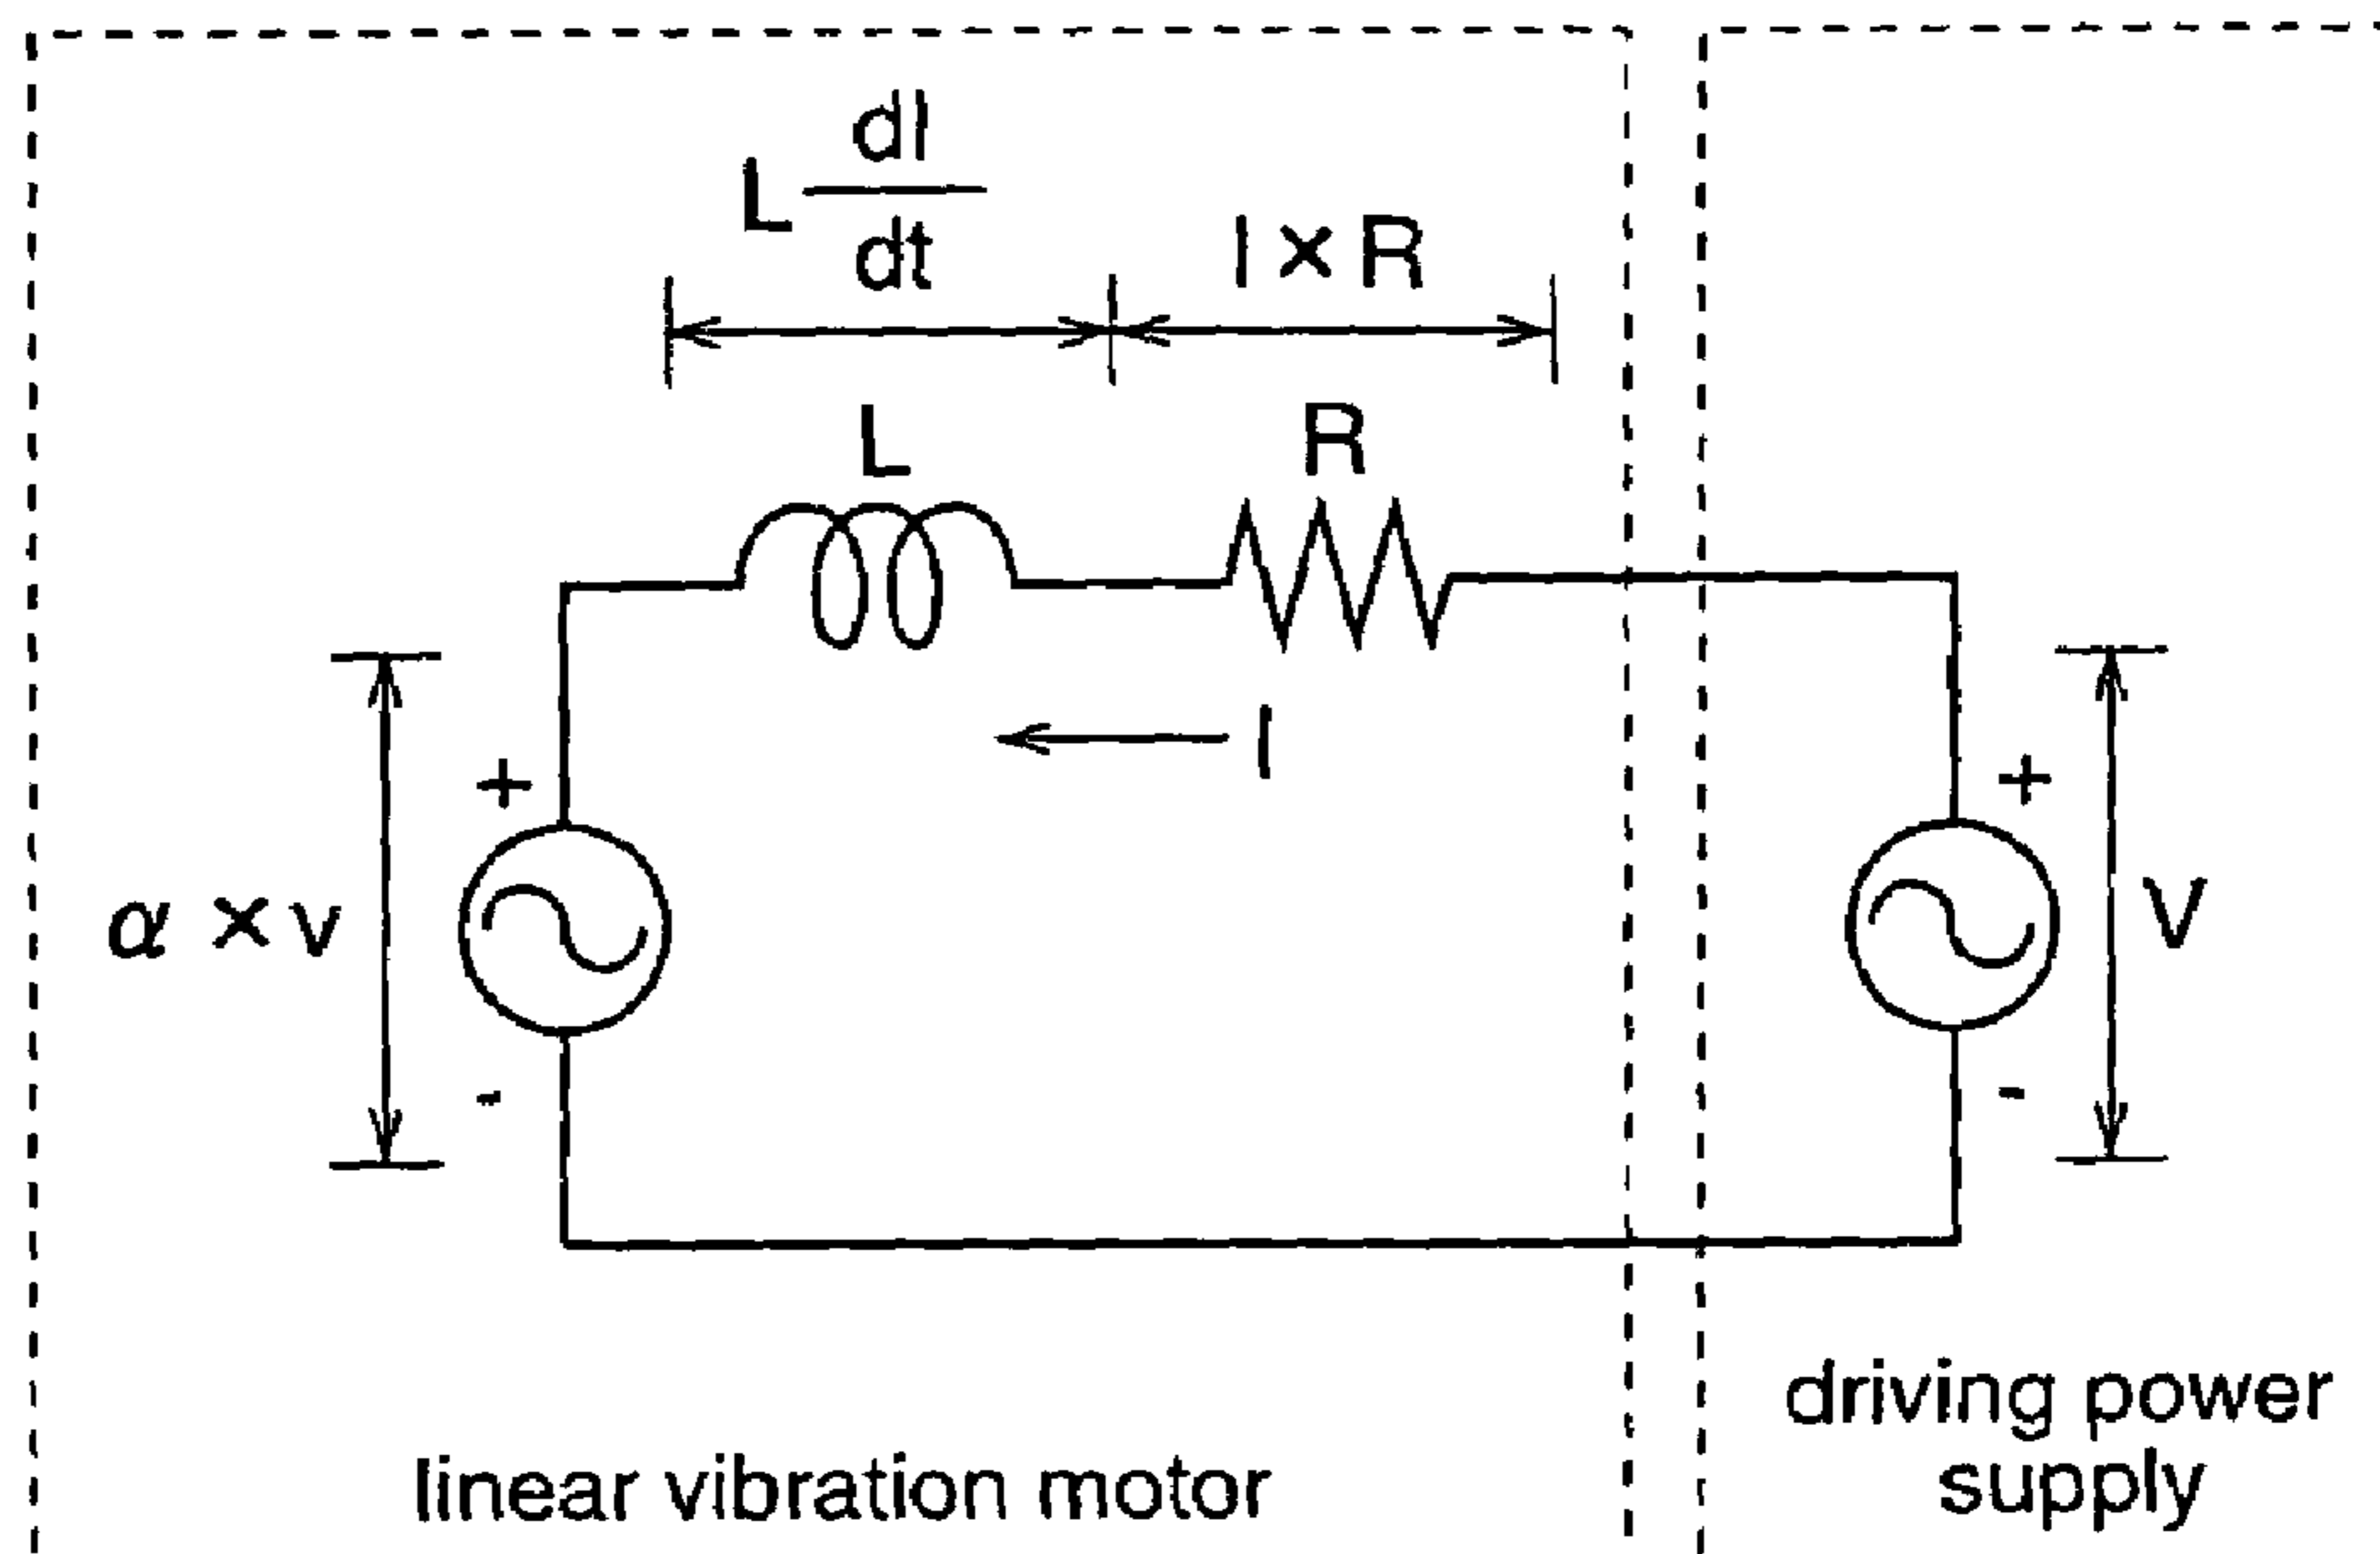 L dI/dt
I × R
L
R
I
+
-
α × v
+
-
V
linear vibration motor
driving power
supply